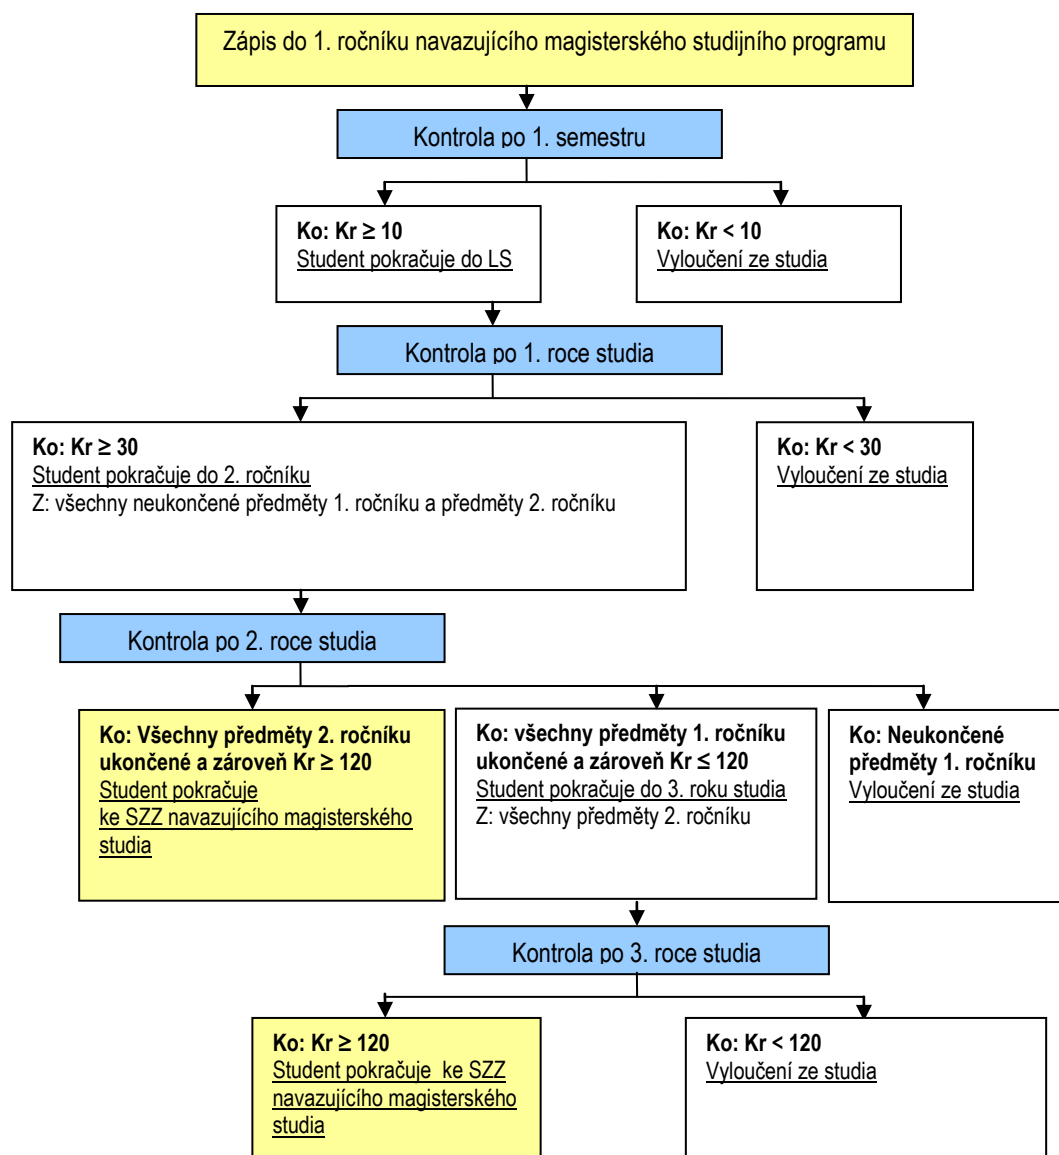 Zápis do 1. ročníku navazujícího magisterského studijního programu
Kontrola po 1. semestru
Ko: Kr ≥ 10
Student pokračuje do LS
Ko: Kr < 10
Vyloučení ze studia
Kontrola po 1. roce studia
Ko: Kr ≥ 30
Student pokračuje do 2. ročníku
Z: všechny neukončené předměty 1. ročníku a předměty 2. ročníku
Ko: Kr < 30
Vyloučení ze studia
Kontrola po 2. roce studia
Ko: Všechny předměty 2. ročníku
ukončené a zároveň Kr ≥ 120
Student pokračuje
ke SZZ navazujícího magisterského
studia
Ko: všechny předměty 1. ročníku
ukončené a zároveň Kr ≤ 120
Student pokračuje do 3. roku studia
Z: všechny předměty 2. ročníku
Ko: Neukončené
předměty 1. ročníku
Vyloučení ze studia
Kontrola po 3. roce studia
Ko: Kr ≥ 120
Student pokračuje ke SZZ
navazujícího magisterského
studia
Ko: Kr < 120
Vyloučení ze studia